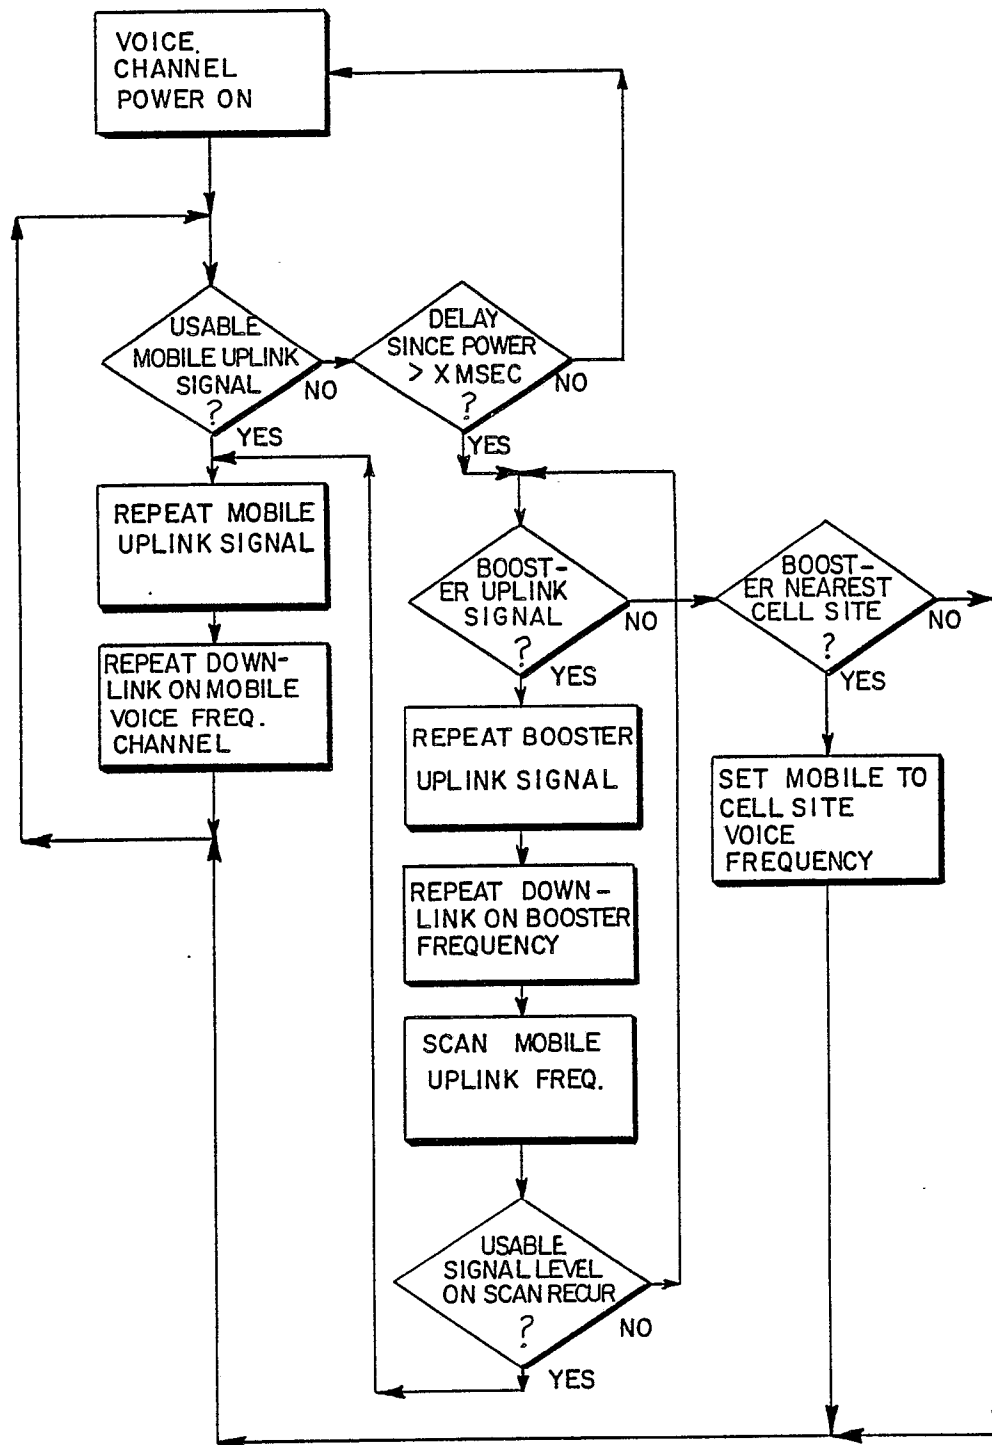 VOICE.
CHANNEL
POWER ON
USABLE
MOBILE UPLINK
SIGNAL
?
NO
YES
DELAY
SINCE POWER
> X MSEC
?
NO
YES
REPEAT MOBILE
UPLINK SIGNAL
REPEAT DOWN-
LINK ON MOBILE
VOICE FREQ.
CHANNEL
BOOST-
ER UPLINK
SIGNAL
?
NO
YES
BOOST-
ER NEAREST
CELL SITE
?
NO
YES
REPEAT BOOSTER
UPLINK SIGNAL
SET MOBILE TO
CELL SITE
VOICE
FREQUENCY
REPEAT DOWN-
LINK ON BOOSTER
FREQUENCY
SCAN MOBILE
UPLINK FREQ.
USABLE
SIGNAL LEVEL
ON SCAN RECUR
?
NO
YES